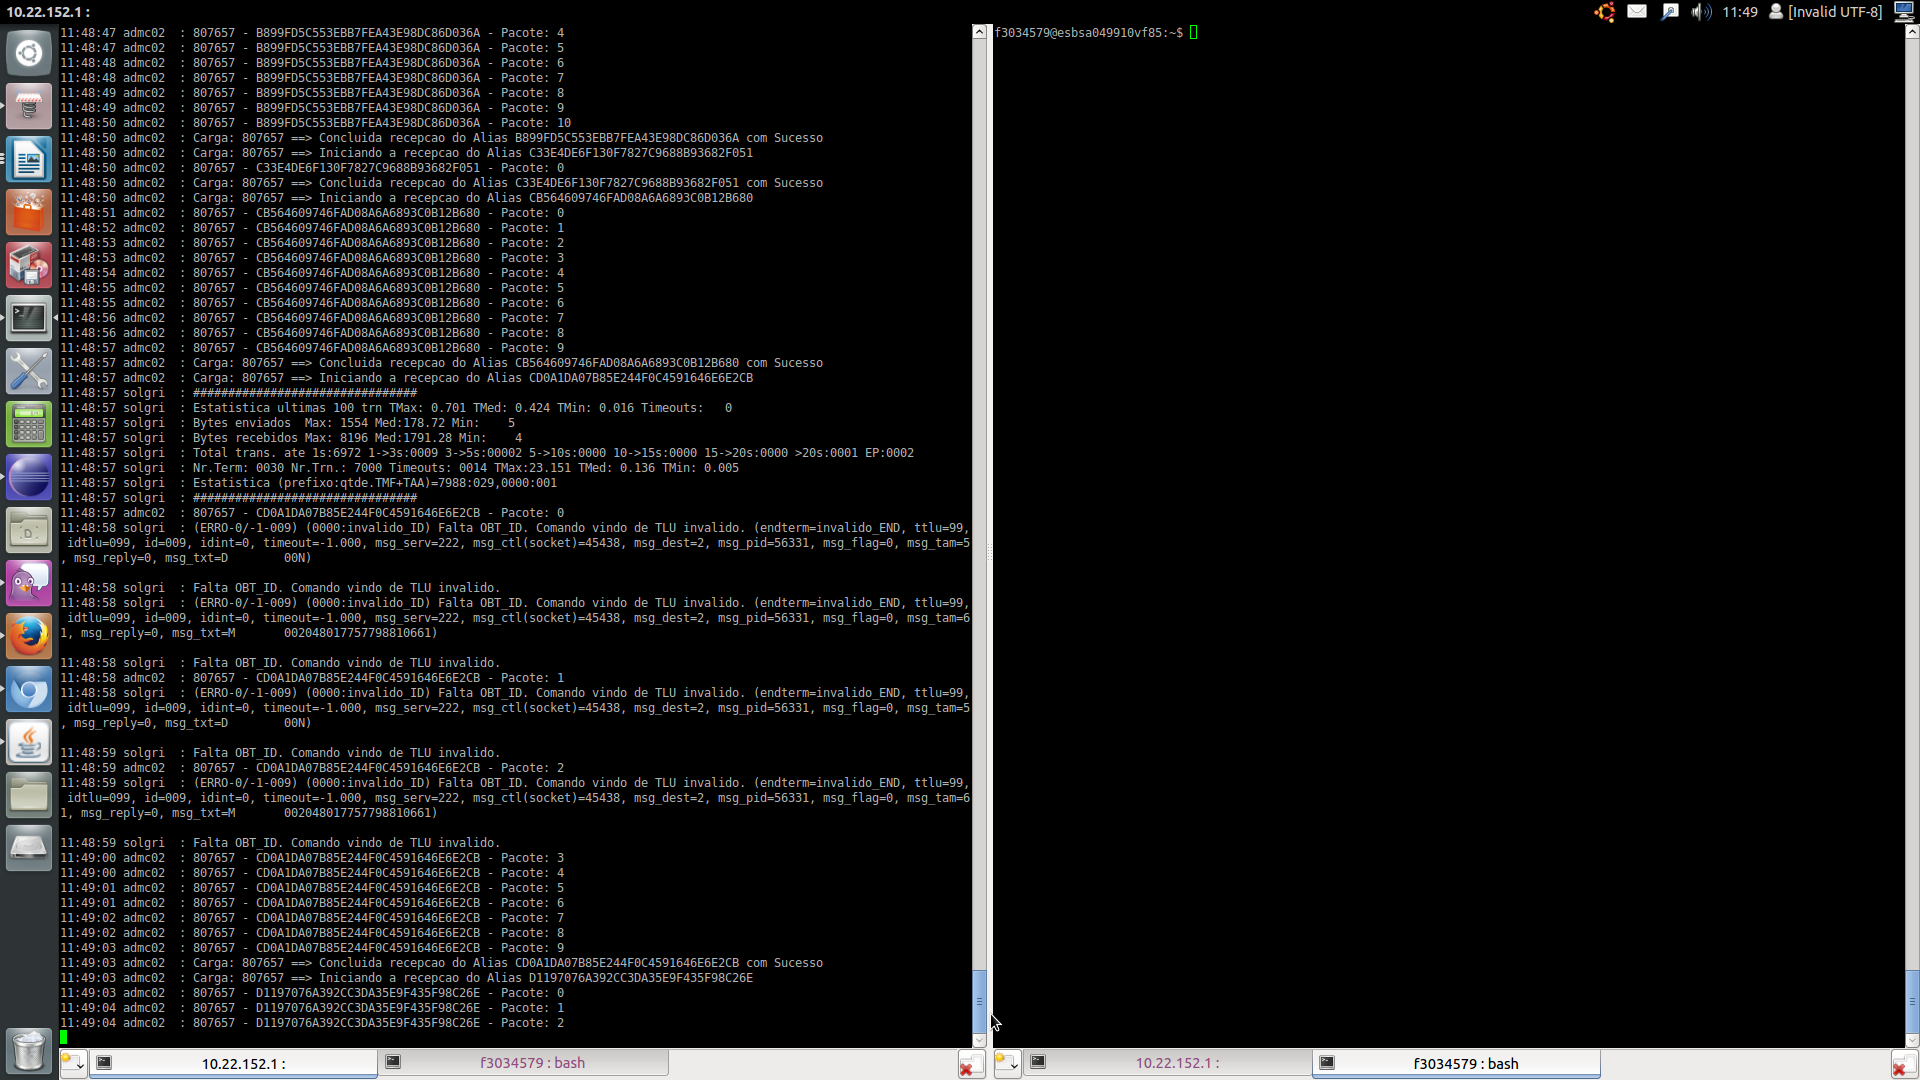 10.22.152.1 :
11:49 [Invalid UTF-8]
11:48:47 admc02  : 807657 - B899FD5C553EBB7FEA43E98DC86D036A - Pacote: 4
11:48:47 admc02  : 807657 - B899FD5C553EBB7FEA43E98DC86D036A - Pacote: 5
11:48:48 admc02  : 807657 - B899FD5C553EBB7FEA43E98DC86D036A - Pacote: 6
11:48:48 admc02  : 807657 - B899FD5C553EBB7FEA43E98DC86D036A - Pacote: 7
11:48:49 admc02  : 807657 - B899FD5C553EBB7FEA43E98DC86D036A - Pacote: 8
11:48:49 admc02  : 807657 - B899FD5C553EBB7FEA43E98DC86D036A - Pacote: 9
11:48:50 admc02  : 807657 - B899FD5C553EBB7FEA43E98DC86D036A - Pacote: 10
11:48:50 admc02  : Carga: 807657 ==> Concluida recepcao do Alias B899FD5C553EBB7FEA43E98DC86D036A com Sucesso
11:48:50 admc02  : Carga: 807657 ==> Iniciando a recepcao do Alias C33E4DE6F130F7827C9688B93682F051
11:48:50 admc02  : 807657 - C33E4DE6F130F7827C9688B93682F051 - Pacote: 0
11:48:50 admc02  : Carga: 807657 ==> Concluida recepcao do Alias C33E4DE6F130F7827C9688B93682F051 com Sucesso
11:48:50 admc02  : Carga: 807657 ==> Iniciando a recepcao do Alias CB564609746FAD08A6A6893C0B12B680
11:48:51 admc02  : 807657 - CB564609746FAD08A6A6893C0B12B680 - Pacote: 0
11:48:52 admc02  : 807657 - CB564609746FAD08A6A6893C0B12B680 - Pacote: 1
11:48:53 admc02  : 807657 - CB564609746FAD08A6A6893C0B12B680 - Pacote: 2
11:48:53 admc02  : 807657 - CB564609746FAD08A6A6893C0B12B680 - Pacote: 3
11:48:54 admc02  : 807657 - CB564609746FAD08A6A6893C0B12B680 - Pacote: 4
11:48:55 admc02  : 807657 - CB564609746FAD08A6A6893C0B12B680 - Pacote: 5
11:48:55 admc02  : 807657 - CB564609746FAD08A6A6893C0B12B680 - Pacote: 6
11:48:56 admc02  : 807657 - CB564609746FAD08A6A6893C0B12B680 - Pacote: 7
11:48:56 admc02  : 807657 - CB564609746FAD08A6A6893C0B12B680 - Pacote: 8
11:48:57 admc02  : 807657 - CB564609746FAD08A6A6893C0B12B680 - Pacote: 9
11:48:57 admc02  : Carga: 807657 ==> Concluida recepcao do Alias CB564609746FAD08A6A6893C0B12B680 com Sucesso
11:48:57 admc02  : Carga: 807657 ==> Iniciando a recepcao do Alias CD0A1DA07B85E244F0C4591646E6E2CB
11:48:57 solgri  : ################################
11:48:57 solgri  : Estatistica ultimas 100 trn TMax: 0.701 TMed: 0.424 TMin: 0.016 Timeouts:   0
11:48:57 solgri  : Bytes enviados  Max: 1554 Med:178.72 Min:    5
11:48:57 solgri  : Bytes recebidos Max: 8196 Med:1791.28 Min:    4
11:48:57 solgri  : Total trans. ate 1s:6972 1->3s:0009 3->5s:00002 5->10s:0000 10->15s:0000 15->20s:0000 >20s:0001 EP:0002
11:48:57 solgri  : Nr.Term: 0030 Nr.Trn.: 7000 Timeouts: 0014 TMax:23.151 TMed: 0.136 TMin: 0.005
11:48:57 solgri  : Estatistica (prefixo:qtde.TMF+TAA)=7988:029,0000:001
11:48:57 solgri  : ################################
11:48:57 admc02  : 807657 - CD0A1DA07B85E244F0C4591646E6E2CB - Pacote: 0
11:48:58 solgri  : (ERRO-0/-1-009) (0000:invalido_ID) Falta OBT_ID. Comando vindo de TLU invalido. (endterm=invalido_END, ttlu=99,
idtlu=099, id=009, idint=0, timeout=-1.000, msg_serv=222, msg_ctl(socket)=45438, msg_dest=2, msg_pid=56331, msg_flag=0, msg_tam=5
, msg_reply=0, msg_txt=D       00N)
11:48:58 solgri  : Falta OBT_ID. Comando vindo de TLU invalido.
11:48:58 solgri  : (ERRO-0/-1-009) (0000:invalido_ID) Falta OBT_ID. Comando vindo de TLU invalido. (endterm=invalido_END, ttlu=99,
idtlu=099, id=009, idint=0, timeout=-1.000, msg_serv=222, msg_ctl(socket)=45438, msg_dest=2, msg_pid=56331, msg_flag=0, msg_tam=6
1, msg_reply=0, msg_txt=M       002048017757798810661)
11:48:58 solgri  : Falta OBT_ID. Comando vindo de TLU invalido.
11:48:58 admc02  : 807657 - CD0A1DA07B85E244F0C4591646E6E2CB - Pacote: 1
11:48:58 solgri  : (ERRO-0/-1-009) (0000:invalido_ID) Falta OBT_ID. Comando vindo de TLU invalido. (endterm=invalido_END, ttlu=99,
idtlu=099, id=009, idint=0, timeout=-1.000, msg_serv=222, msg_ctl(socket)=45438, msg_dest=2, msg_pid=56331, msg_flag=0, msg_tam=5
, msg_reply=0, msg_txt=D       00N)
11:48:59 solgri  : Falta OBT_ID. Comando vindo de TLU invalido.
11:48:59 admc02  : 807657 - CD0A1DA07B85E244F0C4591646E6E2CB - Pacote: 2
11:48:59 solgri  : (ERRO-0/-1-009) (0000:invalido_ID) Falta OBT_ID. Comando vindo de TLU invalido. (endterm=invalido_END, ttlu=99,
idtlu=099, id=009, idint=0, timeout=-1.000, msg_serv=222, msg_ctl(socket)=45438, msg_dest=2, msg_pid=56331, msg_flag=0, msg_tam=6
1, msg_reply=0, msg_txt=M       002048017757798810661)
11:48:59 solgri  : Falta OBT_ID. Comando vindo de TLU invalido.
11:49:00 admc02  : 807657 - CD0A1DA07B85E244F0C4591646E6E2CB - Pacote: 3
11:49:00 admc02  : 807657 - CD0A1DA07B85E244F0C4591646E6E2CB - Pacote: 4
11:49:01 admc02  : 807657 - CD0A1DA07B85E244F0C4591646E6E2CB - Pacote: 5
11:49:01 admc02  : 807657 - CD0A1DA07B85E244F0C4591646E6E2CB - Pacote: 6
11:49:02 admc02  : 807657 - CD0A1DA07B85E244F0C4591646E6E2CB - Pacote: 7
11:49:02 admc02  : 807657 - CD0A1DA07B85E244F0C4591646E6E2CB - Pacote: 8
11:49:03 admc02  : 807657 - CD0A1DA07B85E244F0C4591646E6E2CB - Pacote: 9
11:49:03 admc02  : Carga: 807657 ==> Concluida recepcao do Alias CD0A1DA07B85E244F0C4591646E6E2CB com Sucesso
11:49:03 admc02  : Carga: 807657 ==> Iniciando a recepcao do Alias D1197076A392CC3DA35E9F435F98C26E
11:49:03 admc02  : 807657 - D1197076A392CC3DA35E9F435F98C26E - Pacote: 0
11:49:04 admc02  : 807657 - D1197076A392CC3DA35E9F435F98C26E - Pacote: 1
11:49:04 admc02  : 807657 - D1197076A392CC3DA35E9F435F98C26E - Pacote: 2
f3034579@esbsa049910vf85:~$
10.22.152.1 :
f3034579 : bash
10.22.152.1 :
f3034579 : bash